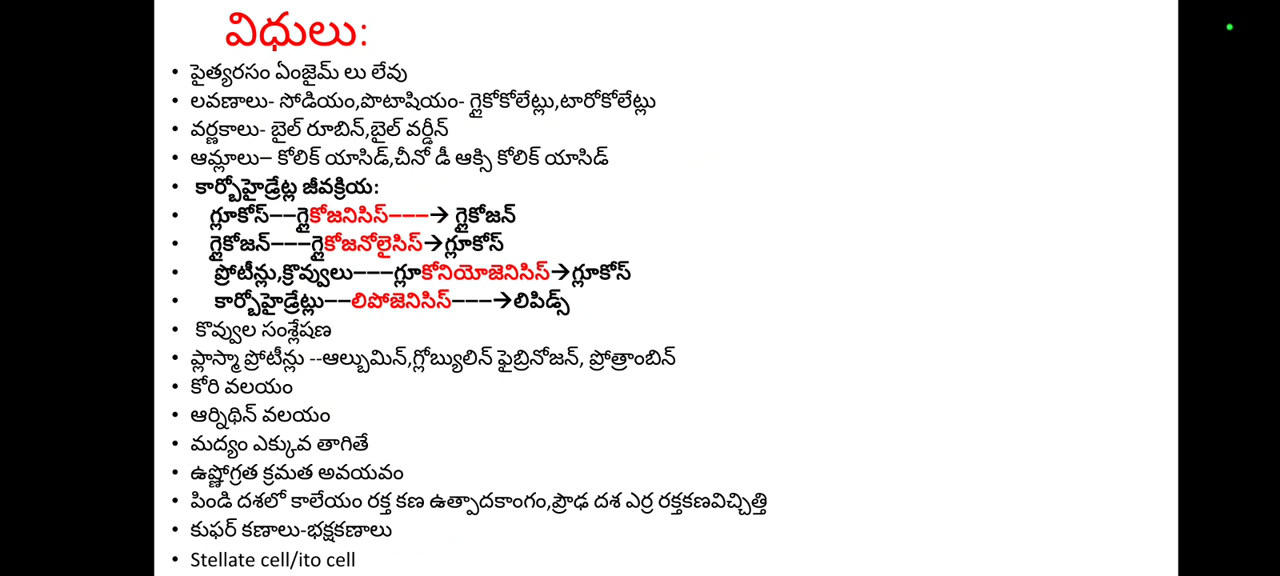 విధులు:
• పైత్యరసం ఏంజైమ్ లు లేవు
• లవణాలు- సోడియం,పొటాషియం- గ్లైకోకోలేట్లు,టారోకోలేట్లు
• వర్ణకాలు- బైల్ రూబిన్,బైల్ వర్డీన్
• ఆమ్లాలు– కోలిక్ యాసిడ్,చీనో డీ ఆక్సి కోలిక్ యాసిడ్
• కార్బోహైడ్రేట్ల జీవక్రియ:
• గ్లూకోస్––గ్లైకోజనిసిస్–––→ గ్లైకోజన్
• గ్లైకోజన్–––గ్లైకోజనోలైసిస్→గ్లూకోస్
• ప్రోటీన్లు,క్రొవ్వులు–––గ్లూకోనియోజెనిసిస్→గ్లూకోస్
• కార్బోహైడ్రేట్లు––లిపోజెనిసిస్–––→లిపిడ్స్
• కొవ్వుల సంశ్లేషణ
• ప్లాస్మా ప్రోటీన్లు --ఆల్బుమిన్,గ్లోబ్యులిన్ ఫైబ్రినోజన్, ప్రోత్రాంబిన్
• కోరి వలయం
• ఆర్నిథిన్ వలయం
• మద్యం ఎక్కువ తాగితే
• ఉష్ణోగ్రత క్రమత అవయవం
• పిండి దశలో కాలేయం రక్త కణ ఉత్పాదకాంగం,ప్రౌఢ దశ ఎర్ర రక్తకణవిచ్చిత్తి
• కుఫర్ కణాలు-భక్షకణాలు
• Stellate cell/ito cell